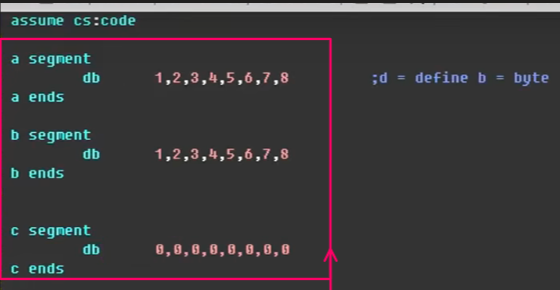 assume cs:code
a segment
db 1,2,3,4,5,6,7,8 ;d = define b = byte
a ends
b segment
db 1,2,3,4,5,6,7,8
b ends
c segment
db 0,0,0,0,0,0,0,0
c ends